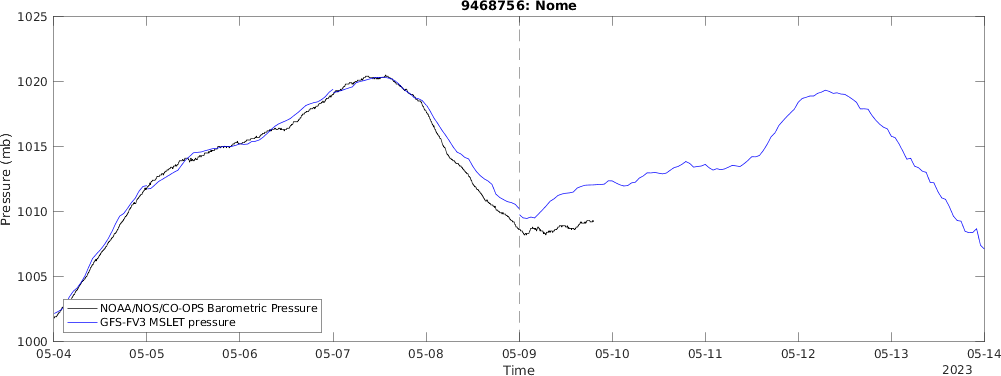 9468756: Nome
1025
1020
1015
1010
1005
1000
Pressure (mb)
NOAA/NOS/CO-OPS Barometric Pressure
GFS-FV3 MSLET pressure
05-04 05-05 05-06 05-07 05-08 05-09 05-10 05-11 05-12 05-13 05-14
Time
2023